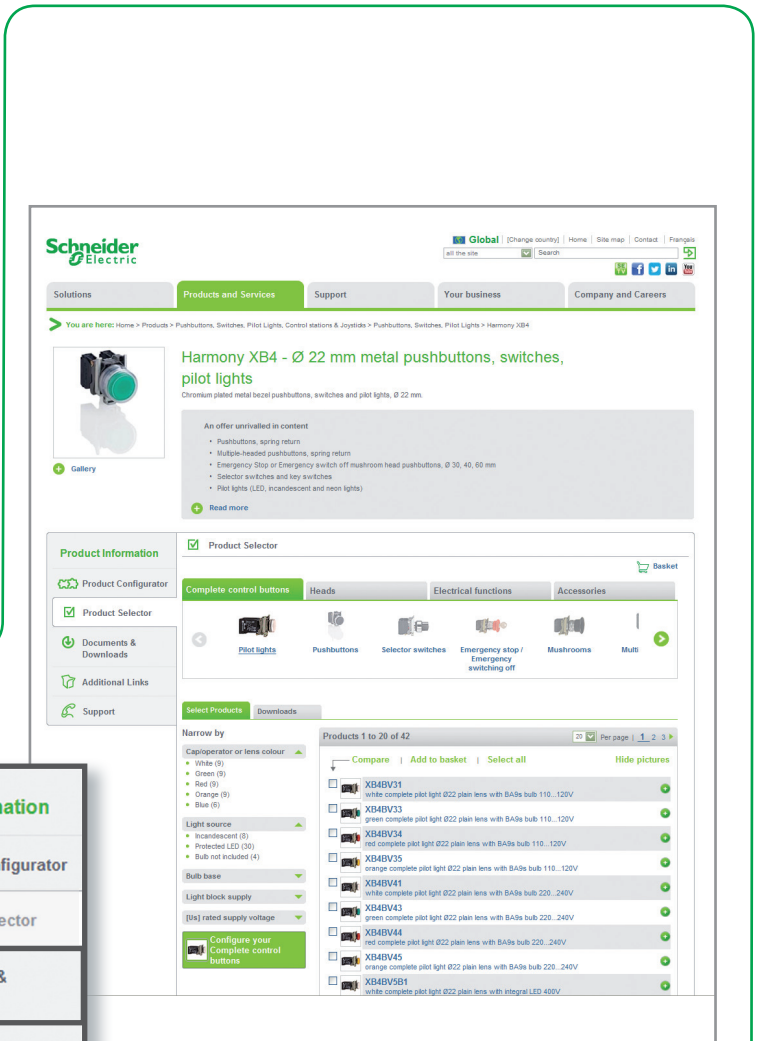 Schneider
Electric
Global | [Change country] | Home | Site map | Contact | Français
all the site Search
Solutions
Products and Services
Support
Your business
Company and Careers
You are here: Home > Products > Pushbuttons, Switches, Pilot Lights, Control stations & Joysticks > Pushbuttons, Switches, Pilot Lights > Harmony XB4
Harmony XB4 - Ø 22 mm metal pushbuttons, switches,
pilot lights
Chromium plated metal bezel pushbuttons, switches and pilot lights, Ø 22 mm.
An offer unrivalled in content
• Pushbuttons, spring return
• Multiple-headed pushbuttons, spring return
• Emergency Stop or Emergency switch off mushroom head pushbuttons, Ø 30, 40, 60 mm
• Selector switches and key
switches
• Pilot lights (LED, incandescent and neon lights)
Read more
Gallery
Product Information
Product Configurator
Product Selector
Documents &
Downloads
Additional Links
Support
Product Selector
Basket
Complete control buttons
Heads
Electrical functions
Accessories
Pilot lights
Pushbuttons
Selector switches
Emergency stop /
Emergency
switching off
Mushrooms
Multi
Select Products
Downloads
Narrow by
Cap/operator or lens colour
• White (9)
• Green (9)
• Red (9)
• Orange (9)
• Blue (6)
Light source
• Incandescent (8)
• Protected LED (30)
• Bulb not included (4)
Bulb base
Light block supply
[Us] rated supply voltage
Configure your
Complete control
buttons
Products 1 to 20 of 42
20 Per page | 1 2 3
Compare | Add to basket | Select all
Hide pictures
XB4BV31
white complete pilot light Ø22 plain lens with BA9s bulb 110...120V
XB4BV33
green complete pilot light Ø22 plain lens with BA9s bulb 110...120V
XB4BV34
red complete pilot light Ø22 plain lens with BA9s bulb 110...120V
XB4BV35
orange complete pilot light Ø22 plain lens with BA9s bulb 110...120V
XB4BV41
white complete pilot light Ø22 plain lens with BA9s bulb 220...240V
XB4BV43
green complete pilot light Ø22 plain lens with BA9s bulb 220...240V
XB4BV44
red complete pilot light Ø22 plain lens with BA9s bulb 220...240V
XB4BV45
orange complete pilot light Ø22 plain lens with BA9s bulb 220...240V
XB4BV5B1
white complete pilot light Ø22 plain lens with integral LED 400V
nation
figurator
ector
&